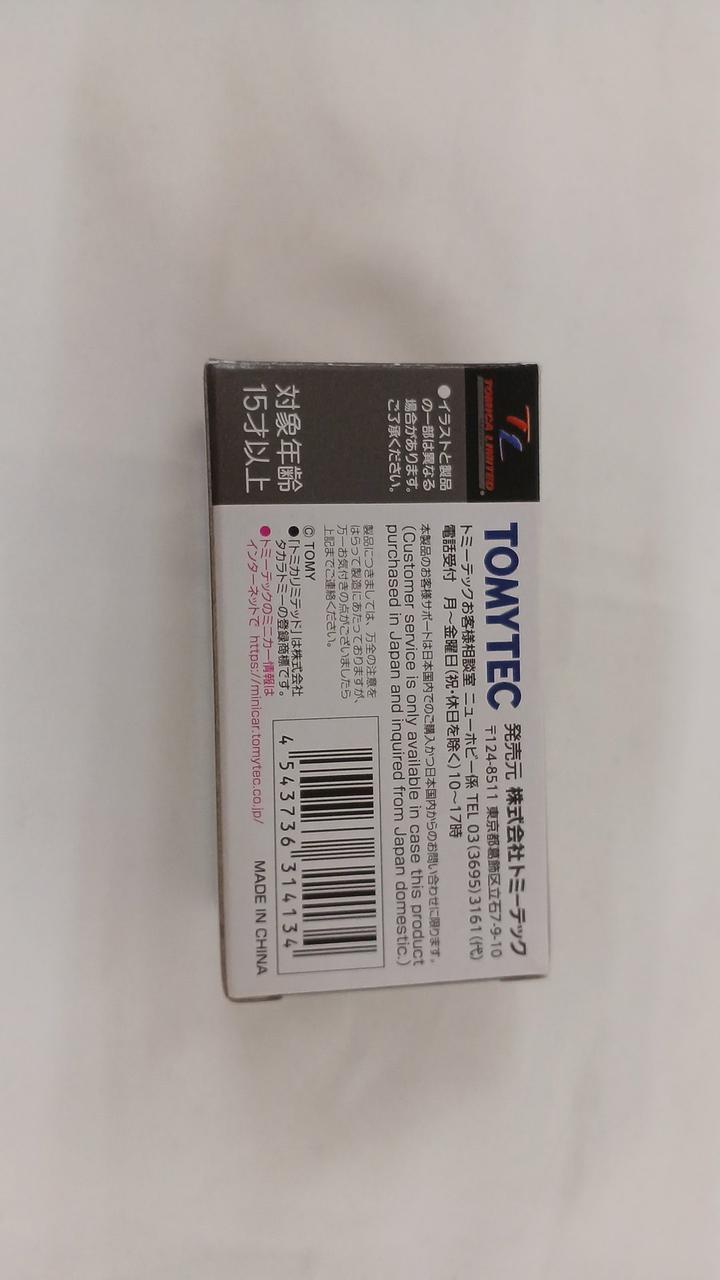 TL
TOMICA LIMITED®
●イラストと製品
の一部は異なる
場合があります。
ご了承ください。
対象年齢
15才以上
TOMYTEC
発売元 株式会社トミーテック
〒124-8511 東京都葛飾区立石7-9-10
トミーテックお客様相談室 ニューホビー係 TEL 03(3695)3161(代)
電話受付 月〜金曜日(祝・休日を除く)10〜17時
本製品のお客様サポートは日本国内でのご購入かつ日本国内からのお問い合わせに限ります。
(Customer service is only available in case this product
purchased in Japan and inquired from Japan domestic.)
製品につきましては、万全の注意を
はらって製造にあたっておりますが、
万一お気付きの点がございましたら
上記までご連絡ください。
© TOMY
●「トミカリミテッド」は株式会社
タカラトミーの登録商標です。
●トミーテックのミニカー情報は
インターネットで https://minicar.tomytec.co.jp/
4 543736 314134
MADE IN CHINA